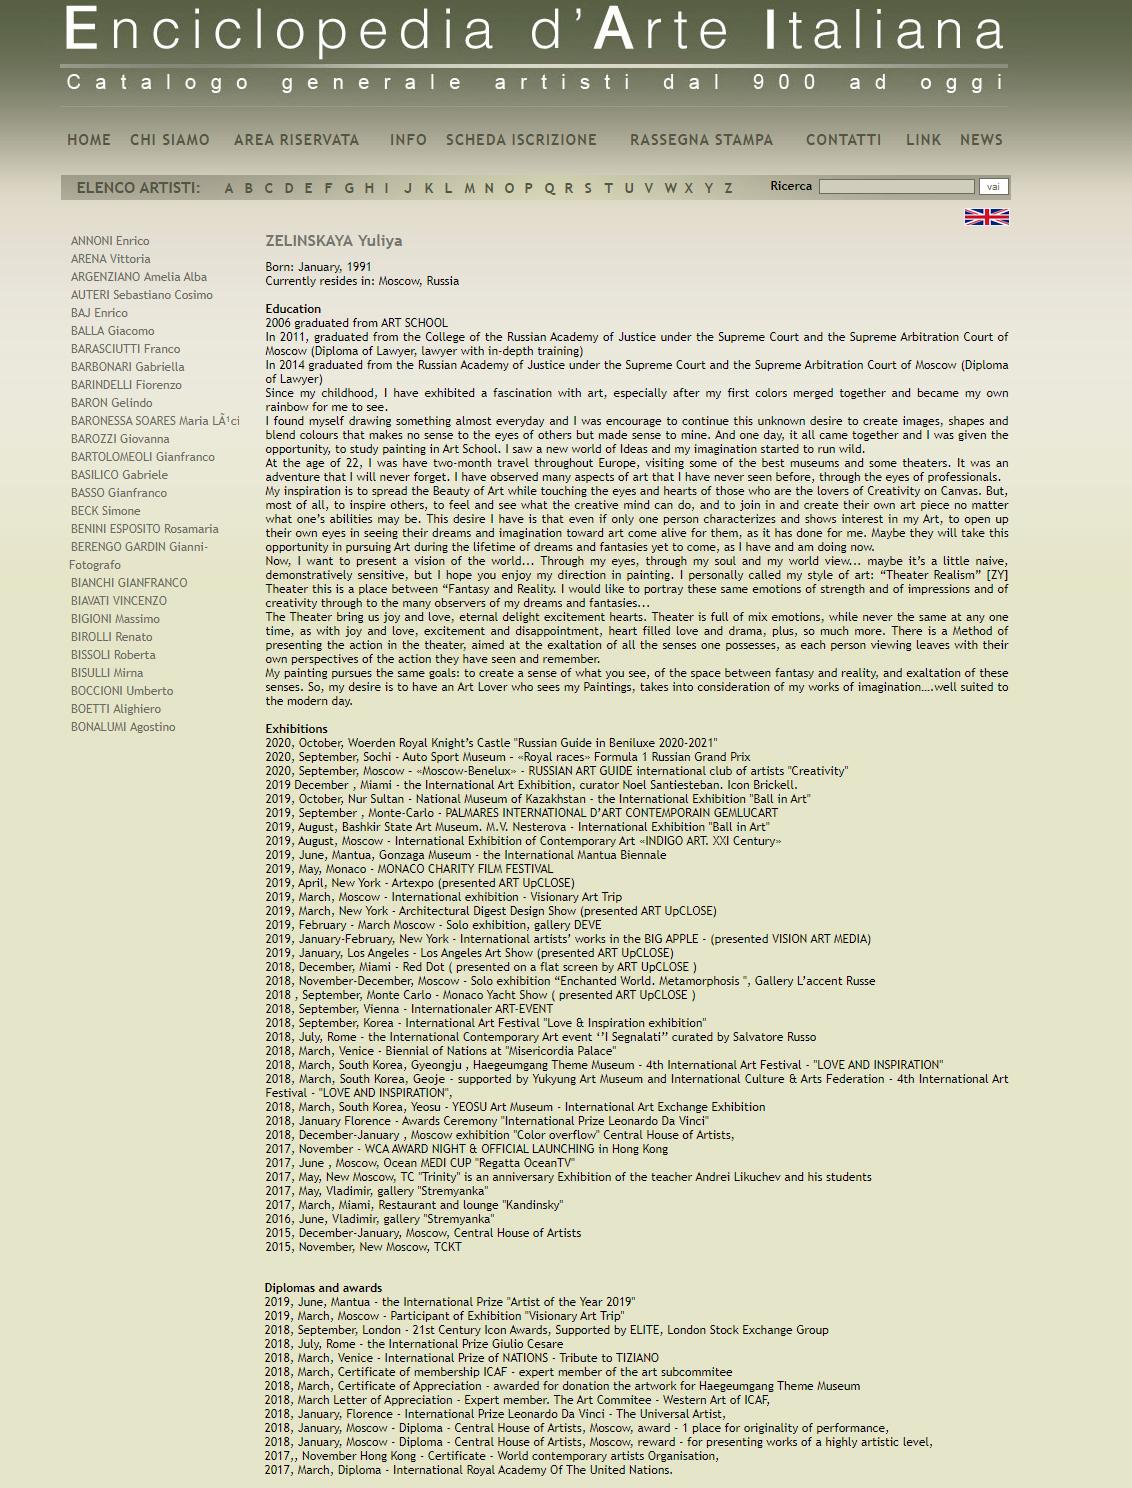 Enciclopedia d'Arte Italiana
Catalogo generale artisti dal 900 ad oggi
HOME CHI SIAMO AREA RISERVATA INFO SCHEDA ISCRIZIONE RASSEGNA STAMPA CONTATTI LINK NEWS
ELENCO ARTISTI: A B C D E F G H I J K L M N O P Q R S T U V W X Y Z Ricerca vai
ANNONI Enrico
ARENA Vittoria
ARGENZIANO Amelia Alba
AUTERI Sebastiano Cosimo
BAJ Enrico
BALLA Giacomo
BARASCIUTTI Franco
BARBONARI Gabriella
BARINDELLI Fiorenzo
BARON Gelindo
BARONESSA SOARES Maria LÃ¹ci
BAROZZI Giovanna
BARTOLOMEOLI Gianfranco
BASILICO Gabriele
BASSO Gianfranco
BECK Simone
BENINI ESPOSITO Rosamaria
BERENGO GARDIN Gianni-
Fotografo
BIANCHI GIANFRANCO
BIAVATI VINCENZO
BIGIONI Massimo
BIROLLI Renato
BISSOLI Roberta
BISULLI Mirna
BOCCIONI Umberto
BOETTI Alighiero
BONALUMI Agostino
ZELINSKAYA Yuliya
Born: January, 1991
Currently resides in: Moscow, Russia
Education
2006 graduated from ART SCHOOL
In 2011, graduated from the College of the Russian Academy of Justice under the Supreme Court and the Supreme Arbitration Court of
Moscow (Diploma of Lawyer, lawyer with in-depth training)
In 2014 graduated from the Russian Academy of Justice under the Supreme Court and the Supreme Arbitration Court of Moscow (Diploma
of Lawyer)
Since my childhood, I have exhibited a fascination with art, especially after my first colors merged together and became my own
rainbow for me to see.
I found myself drawing something almost everyday and I was encourage to continue this unknown desire to create images, shapes and
blend colours that makes no sense to the eyes of others but made sense to mine. And one day, it all came together and I was given the
opportunity, to study painting in Art School. I saw a new world of Ideas and my imagination started to run wild.
At the age of 22, I was have two-month travel throughout Europe, visiting some of the best museums and some theaters. It was an
adventure that I will never forget. I have observed many aspects of art that I have never seen before, through the eyes of professionals.
My inspiration is to spread the Beauty of Art while touching the eyes and hearts of those who are the lovers of Creativity on Canvas. But,
most of all, to inspire others, to feel and see what the creative mind can do, and to join in and create their own art piece no matter
what one's abilities may be. This desire I have is that even if only one person characterizes and shows interest in my Art, to open up
their own eyes in seeing their dreams and imagination toward art come alive for them, as it has done for me. Maybe they will take this
opportunity in pursuing Art during the lifetime of dreams and fantasies yet to come, as I have and am doing now.
Now, I want to present a vision of the world... Through my eyes, through my soul and my world view... maybe it's a little naive,
demonstratively sensitive, but I hope you enjoy my direction in painting. I personally called my style of art: “Theater Realism” [ZY]
Theater this is a place between “Fantasy and Reality. I would like to portray these same emotions of strength and of impressions and of
creativity through to the many observers of my dreams and fantasies...
The Theater bring us joy and love, eternal delight excitement hearts. Theater is full of mix emotions, while never the same at any one
time, as with joy and love, excitement and disappointment, heart filled love and drama, plus, so much more. There is a Method of
presenting the action in the theater, aimed at the exaltation of all the senses one possesses, as each person viewing leaves with their
own perspectives of the action they have seen and remember.
My painting pursues the same goals: to create a sense of what you see, of the space between fantasy and reality, and exaltation of these
senses. So, my desire is to have an Art Lover who sees my Paintings, takes into consideration of my works of imagination….well suited to
the modern day.
Exhibitions
2020, October, Woerden Royal Knight's Castle "Russian Guide in Beniluxe 2020-2021"
2020, September, Sochi - Auto Sport Museum - «Royal races» Formula 1 Russian Grand Prix
2020, September, Moscow - «Moscow-Benelux» - RUSSIAN ART GUIDE international club of artists "Creativity"
2019 December , Miami - the International Art Exhibition, curator Noel Santiesteban. Icon Brickell.
2019, October, Nur Sultan - National Museum of Kazakhstan - the International Exhibition "Ball in Art"
2019, September , Monte-Carlo - PALMARES INTERNATIONAL D'ART CONTEMPORAIN GEMLUCART
2019, August, Bashkir State Art Museum. M.V. Nesterova - International Exhibition "Ball in Art"
2019, August, Moscow - International Exhibition of Contemporary Art «INDIGO ART. XXI Century»
2019, June, Mantua, Gonzaga Museum - the International Mantua Biennale
2019, May, Monaco - MONACO CHARITY FILM FESTIVAL
2019, April, New York - Artexpo (presented ART UpCLOSE)
2019, March, Moscow - International exhibition - Visionary Art Trip
2019, March, New York - Architectural Digest Design Show (presented ART UpCLOSE)
2019, February - March Moscow - Solo exhibition, gallery DEVE
2019, January-February, New York - International artists' works in the BIG APPLE - (presented VISION ART MEDIA)
2019, January, Los Angeles - Los Angeles Art Show (presented ART UpCLOSE)
2018, December, Miami - Red Dot ( presented on a flat screen by ART UpCLOSE )
2018, November-December, Moscow - Solo exhibition “Enchanted World. Metamorphosis ", Gallery L'accent Russe
2018 , September, Monte Carlo - Monaco Yacht Show ( presented ART UpCLOSE )
2018, September, Vienna - Internationaler ART-EVENT
2018, September, Korea - International Art Festival "Love & Inspiration exhibition"
2018, July, Rome - the International Contemporary Art event ‘’I Segnalati’’ curated by Salvatore Russo
2018, March, Venice - Biennial of Nations at "Misericordia Palace"
2018, March, South Korea, Gyeongju , Haegeumgang Theme Museum - 4th International Art Festival - "LOVE AND INSPIRATION"
2018, March, South Korea, Geoje - supported by Yukyung Art Museum and International Culture & Arts Federation - 4th International Art
Festival - "LOVE AND INSPIRATION",
2018, March, South Korea, Yeosu - YEOSU Art Museum - International Art Exchange Exhibition
2018, January Florence - Awards Ceremony "International Prize Leonardo Da Vinci"
2018, December-January , Moscow exhibition "Color overflow" Central House of Artists,
2017, November - WCA AWARD NIGHT & OFFICIAL LAUNCHING in Hong Kong
2017, June , Moscow, Ocean MEDI CUP "Regatta OceanTV"
2017, May, New Moscow, TC "Trinity" is an anniversary Exhibition of the teacher Andrei Likuchev and his students
2017, May, Vladimir, gallery "Stremyanka"
2017, March, Miami, Restaurant and lounge "Kandinsky"
2016, June, Vladimir, gallery "Stremyanka"
2015, December-January, Moscow, Central House of Artists
2015, November, New Moscow, TCKT
Diplomas and awards
2019, June, Mantua - the International Prize "Artist of the Year 2019"
2019, March, Moscow - Participant of Exhibition "Visionary Art Trip"
2018, September, London - 21st Century Icon Awards, Supported by ELITE, London Stock Exchange Group
2018, July, Rome - the International Prize Giulio Cesare
2018, March, Venice - International Prize of NATIONS - Tribute to TIZIANO
2018, March, Certificate of membership ICAF - expert member of the art subcommitee
2018, March, Certificate of Appreciation - awarded for donation the artwork for Haegeumgang Theme Museum
2018, March Letter of Appreciation - Expert member. The Art Commitee - Western Art of ICAF,
2018, January, Florence - International Prize Leonardo Da Vinci - The Universal Artist,
2018, January, Moscow - Diploma - Central House of Artists, Moscow, award - 1 place for originality of performance,
2018, January, Moscow - Diploma - Central House of Artists, Moscow, reward - for presenting works of a highly artistic level,
2017,, November Hong Kong - Certificate - World contemporary artists Organisation,
2017, March, Diploma - International Royal Academy Of The United Nations.